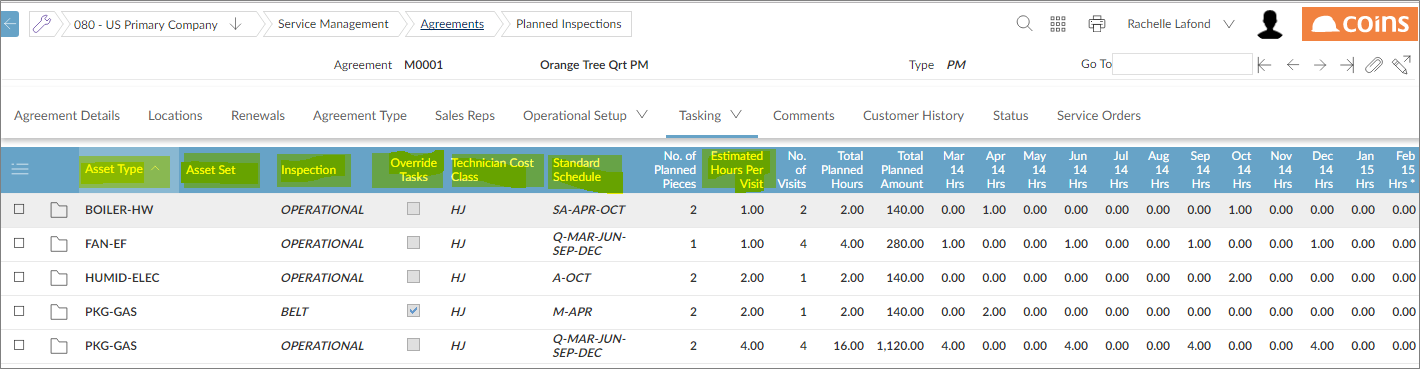 080 - US Primary Company Service Management Agreements Planned Inspections Rachelle Lafond coins
Agreement M0001 Orange Tree Qrt PM Type PM Go To
Agreement Details Locations Renewals Agreement Type Sales Reps Operational Setup Tasking Comments Customer History Status Service Orders
Asset Type Asset Set Inspection Override Tasks Technician Cost Class Standard Schedule No. of Planned Pieces Estimated Hours Per Visit No. of Visits Total Planned Hours Total Planned Amount Mar 14 Hrs Apr 14 Hrs May 14 Hrs Jun 14 Hrs Jul 14 Hrs Aug 14 Hrs Sep 14 Hrs Oct 14 Hrs Nov 14 Hrs Dec 14 Hrs Jan 15 Hrs Feb 15 Hrs *
BOILER-HW OPERATIONAL HJ SA-APR-OCT 2 1.00 2 2.00 140.00 0.00 1.00 0.00 0.00 0.00 0.00 0.00 1.00 0.00 0.00 0.00 0.00
FAN-EF OPERATIONAL HJ Q-MAR-JUN-SEP-DEC 1 1.00 4 4.00 280.00 1.00 0.00 0.00 1.00 0.00 0.00 1.00 0.00 0.00 1.00 0.00 0.00
HUMID-ELEC OPERATIONAL HJ A-OCT 2 2.00 1 2.00 140.00 0.00 0.00 0.00 0.00 0.00 0.00 0.00 2.00 0.00 0.00 0.00 0.00
PKG-GAS BELT HJ M-APR 2 2.00 1 2.00 140.00 0.00 2.00 0.00 0.00 0.00 0.00 0.00 0.00 0.00 0.00 0.00 0.00
PKG-GAS OPERATIONAL HJ Q-MAR-JUN-SEP-DEC 2 4.00 4 16.00 1,120.00 4.00 0.00 0.00 4.00 0.00 0.00 4.00 0.00 0.00 4.00 0.00 0.00